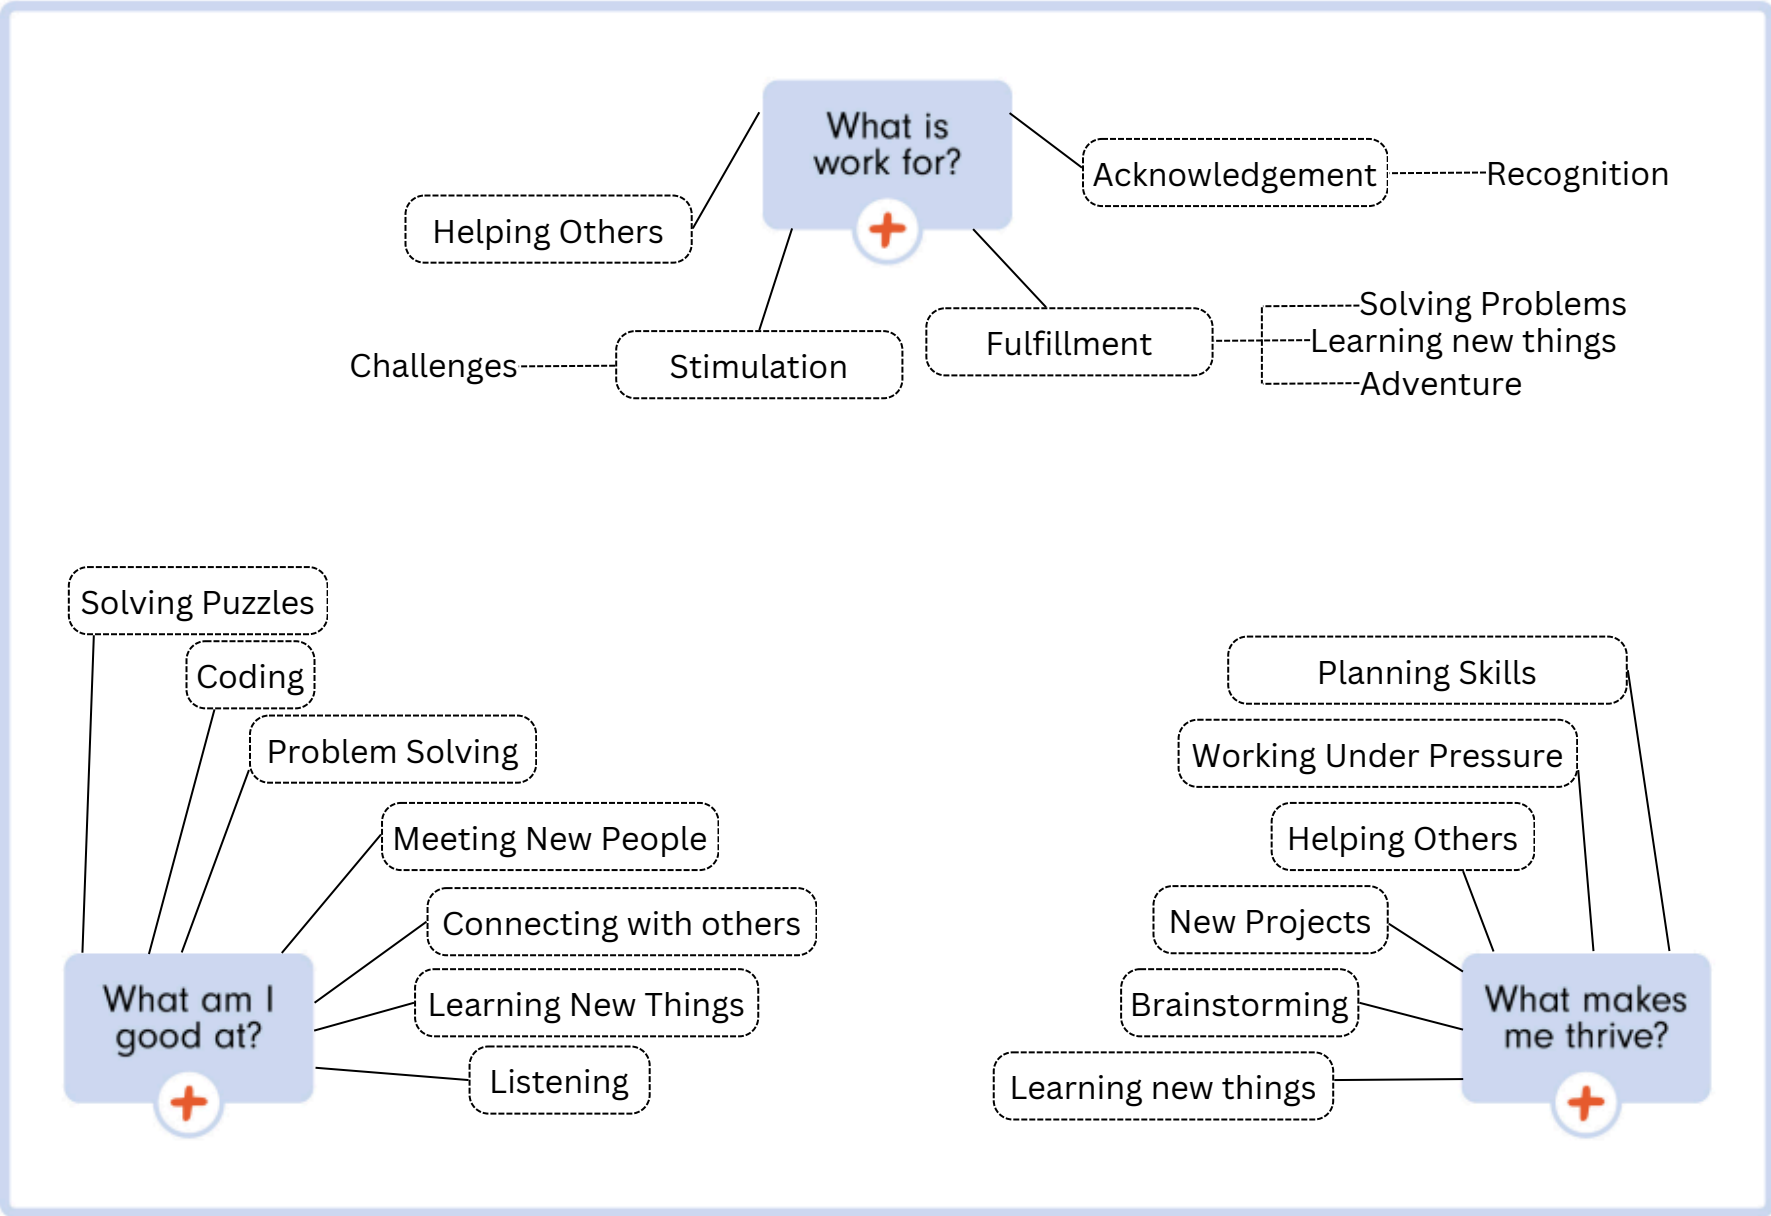 What is
work for?
Helping Others
Acknowledgement
Recognition
Stimulation
Challenges
Fulfillment
Solving Problems
Learning new things
Adventure
Solving Puzzles
Coding
Problem Solving
Meeting New People
Connecting with others
Learning New Things
Listening
What am I
good at?
Planning Skills
Working Under Pressure
Helping Others
New Projects
Brainstorming
Learning new things
What makes
me thrive?